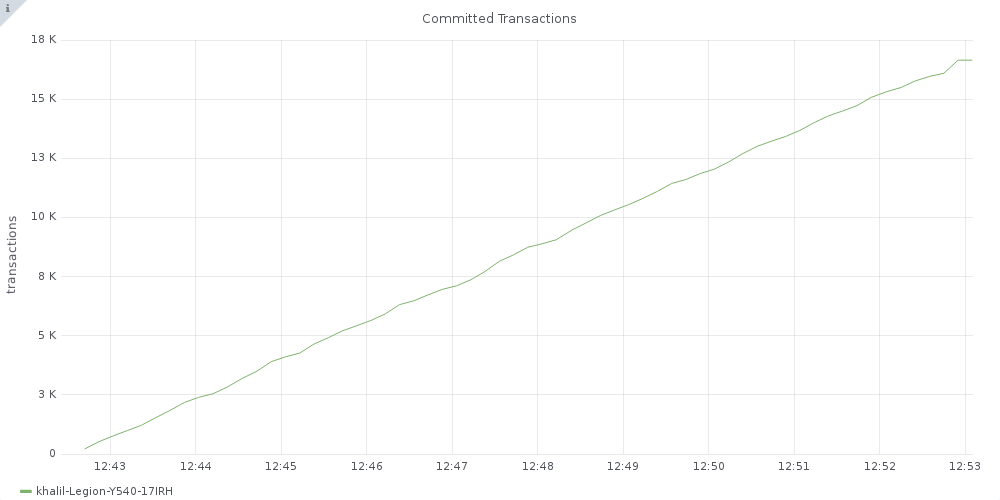 i
Committed Transactions
18 K
15 K
13 K
10 K
8 K
5 K
3 K
0
transactions
12:43 12:44 12:45 12:46 12:47 12:48 12:49 12:50 12:51 12:52 12:53
khalil-Legion-Y540-17IRH